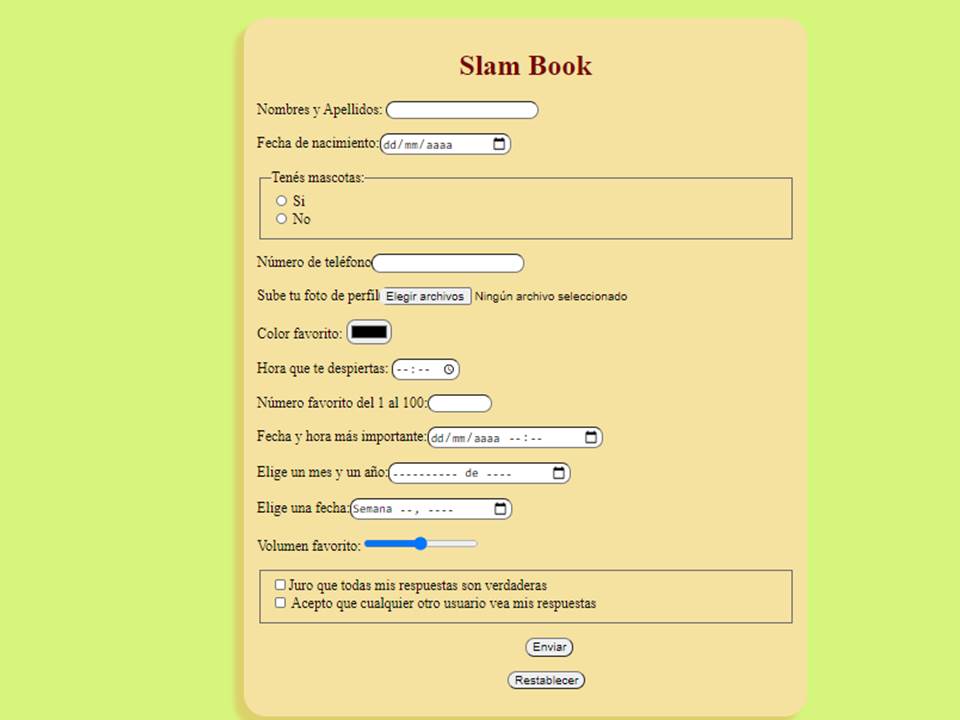 Slam Book
Nombres y Apellidos:
Fecha de nacimiento: dd/mm/aaaa
Tenés mascotas:
Si
No
Número de teléfono
Sube tu foto de perfil Elegir archivos Ningún archivo seleccionado
Color favorito:
Hora que te despiertas: --:--
Número favorito del 1 al 100:
Fecha y hora más importante: dd/mm/aaaa --:--
Elige un mes y un año: ---------- de ----
Elige una fecha: Semana --, ----
Volumen favorito:
Juro que todas mis respuestas son verdaderas
Acepto que cualquier otro usuario vea mis respuestas
Enviar
Restablecer